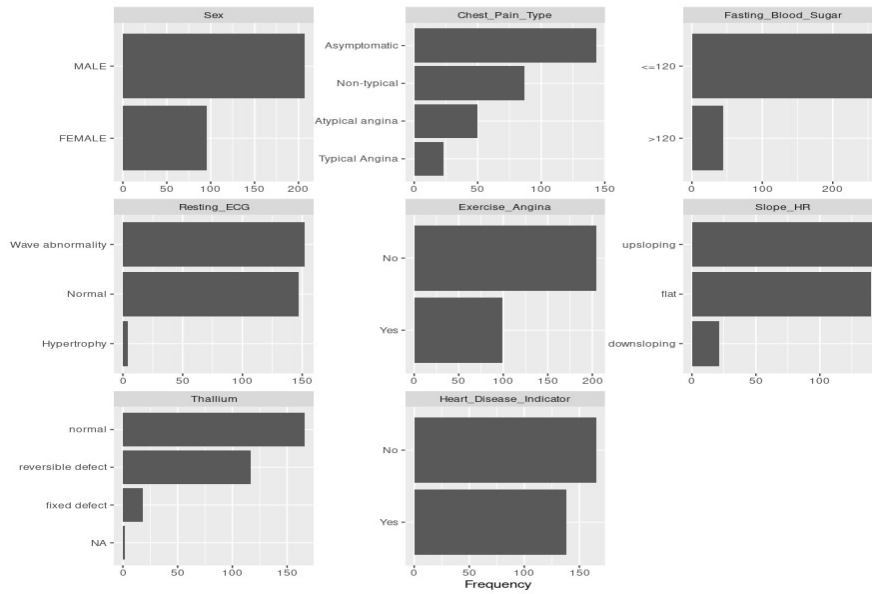 Sex
MALE
FEMALE
0 50 100 150 200
Chest_Pain_Type
Asymptomatic
Non-typical
Atypical angina
Typical Angina
0 50 100 150
Fasting_Blood_Sugar
<=120
>120
0 100 200
Resting_ECG
Wave abnormality
Normal
Hypertrophy
0 50 100 150
Exercise_Angina
No
Yes
0 50 100 150 200
Slope_HR
upsloping
flat
downsloping
0 50 100
Thallium
normal
reversible defect
fixed defect
NA
0 50 100 150
Heart_Disease_Indicator
No
Yes
0 50 100 150
Frequency